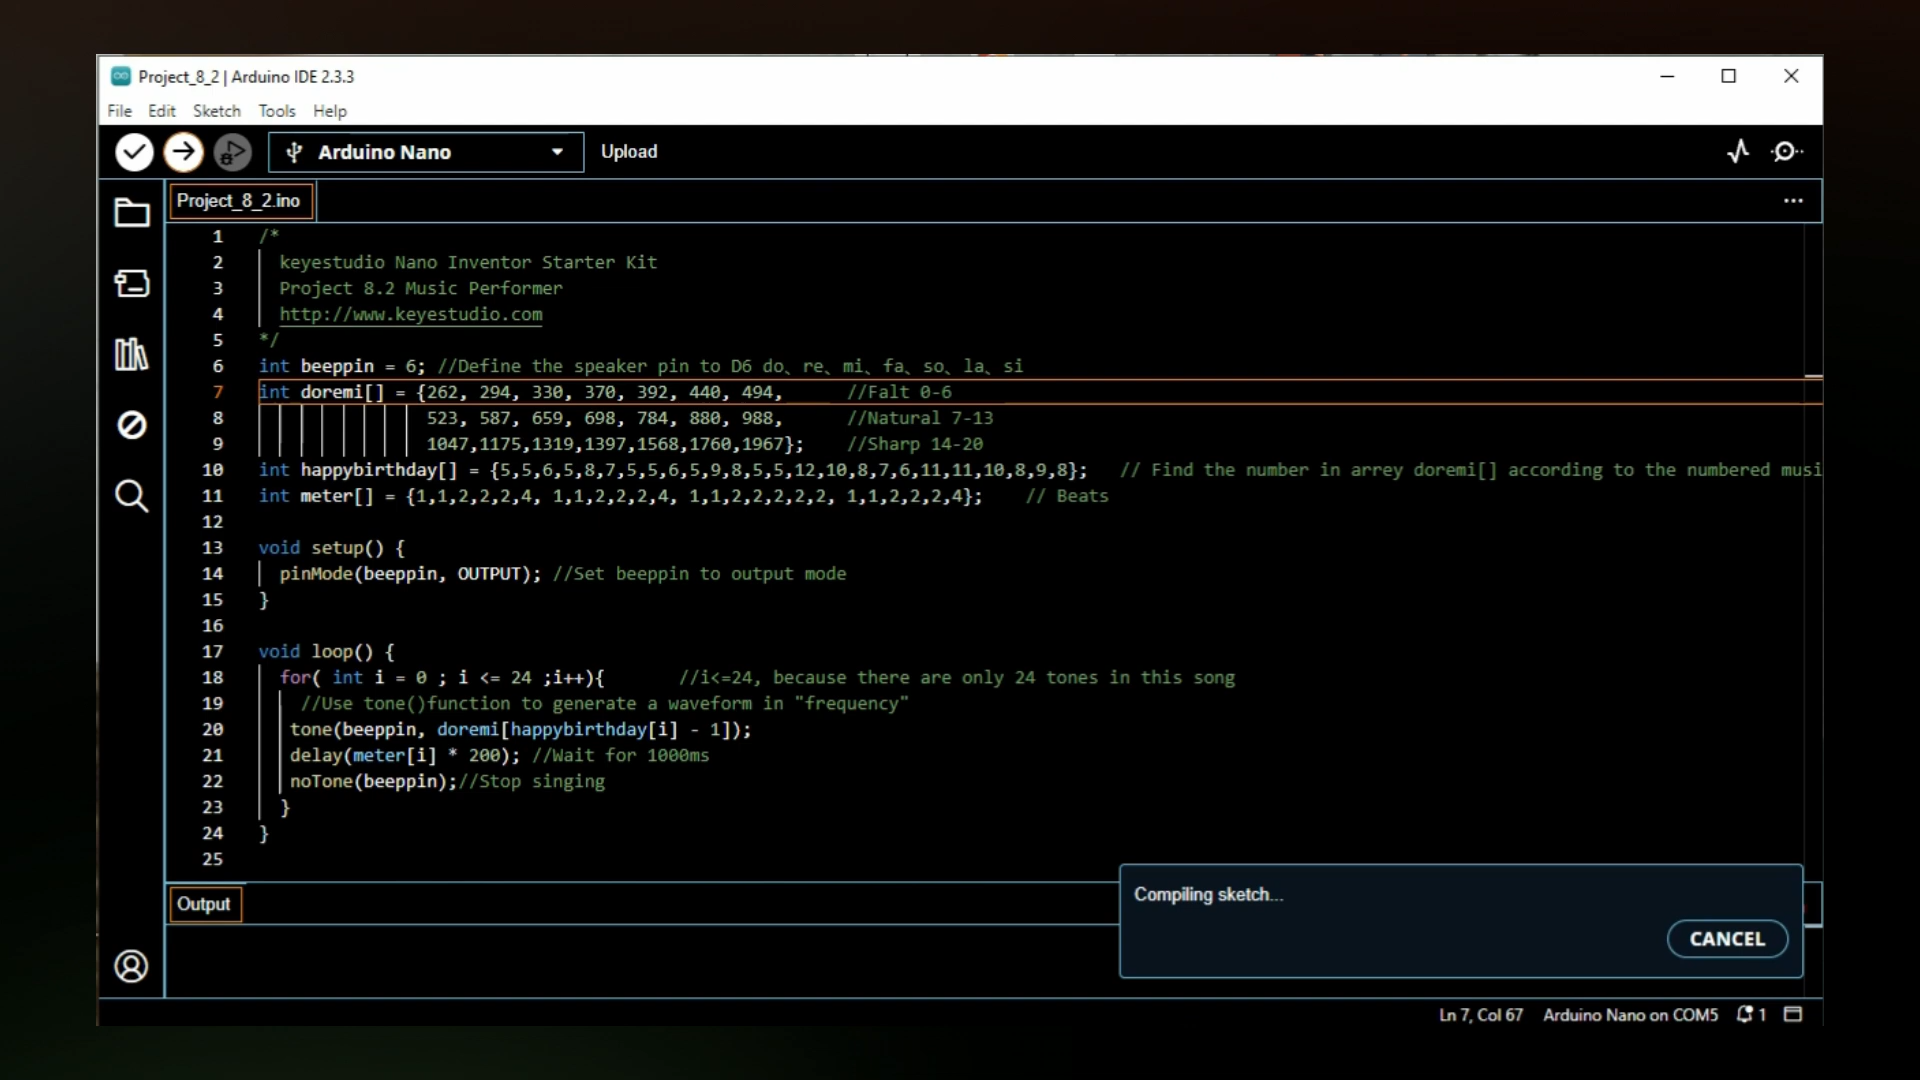 Project_8_2 | Arduino IDE 2.3.3
File Edit Sketch Tools Help
Arduino Nano Upload
Project_8_2.ino
1 /*
2 keyestudio Nano Inventor Starter Kit
3 Project 8.2 Music Performer
4 http://www.keyestudio.com
5 */
6 int beeppin = 6; //Define the speaker pin to D6 do、re、mi、fa、so、la、si
7 int doremi[] = {262, 294, 330, 370, 392, 440, 494, //Falt 0-6
8 523, 587, 659, 698, 784, 880, 988, //Natural 7-13
9 1047,1175,1319,1397,1568,1760,1967}; //Sharp 14-20
10 int happybirthday[] = {5,5,6,5,8,7,5,5,6,5,9,8,5,5,12,10,8,7,6,11,11,10,8,9,8}; // Find the number in arrey doremi[] according to the numbered musi
11 int meter[] = {1,1,2,2,2,4, 1,1,2,2,2,4, 1,1,2,2,2,2,2, 1,1,2,2,2,4}; // Beats
12
13 void setup() {
14 pinMode(beeppin, OUTPUT); //Set beeppin to output mode
15 }
16
17 void loop() {
18 for( int i = 0 ; i <= 24 ;i++){ //i<=24, because there are only 24 tones in this song
19 //Use tone()function to generate a waveform in "frequency"
20 tone(beeppin, doremi[happybirthday[i] - 1]);
21 delay(meter[i] * 200); //Wait for 1000ms
22 noTone(beeppin);//Stop singing
23 }
24 }
25
Output
Compiling sketch...
CANCEL
Ln 7, Col 67 Arduino Nano on COM5 1